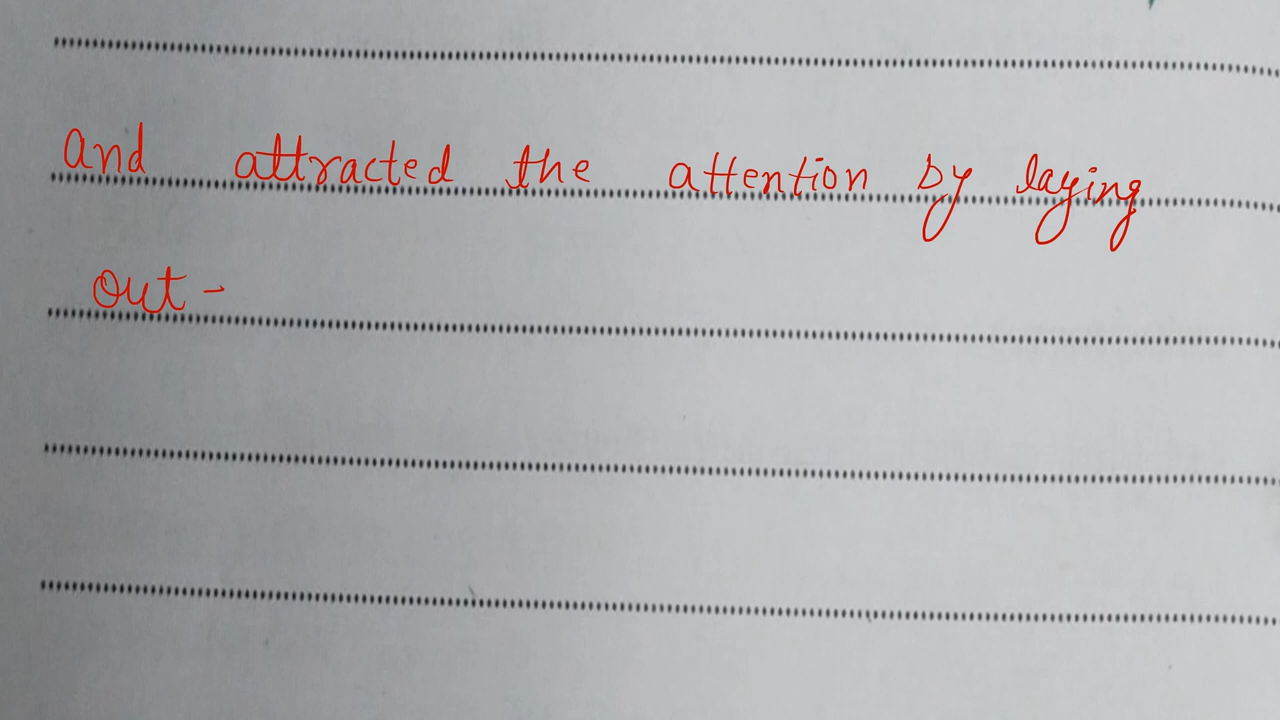 and attracted the attention by laying
out -